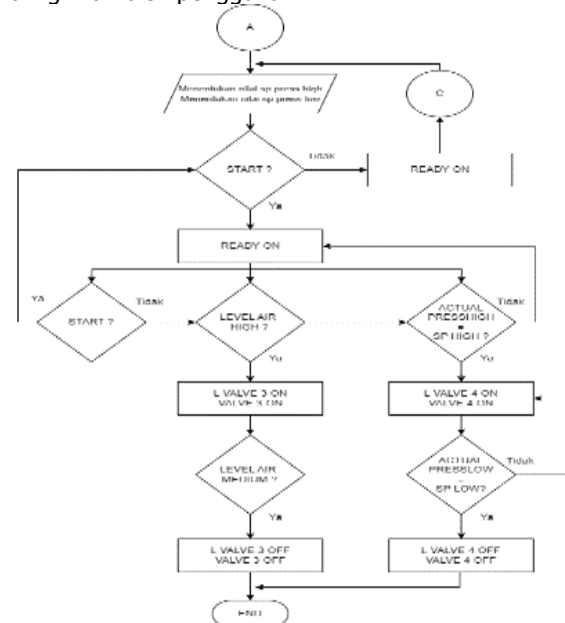 A
Menentukan nilai sp press high
Menentukan nilai sp press low
C
START ?
Tidak
READY ON
Ya
READY ON
Ya
START ?
Tidak
LEVEL AIR
HIGH ?
Ya
ACTUAL
PRESSHIGH
=
SP HIGH ?
Tidak
Ya
L VALVE 3 ON
VALVE 3 ON
L VALVE 4 ON
VALVE 4 ON
LEVEL AIR
MEDIUM ?
Ya
ACTUAL
PRESSLOW
=
SP LOW?
Tidak
Ya
L VALVE 3 OFF
VALVE 3 OFF
L VALVE 4 OFF
VALVE 4 OFF
END